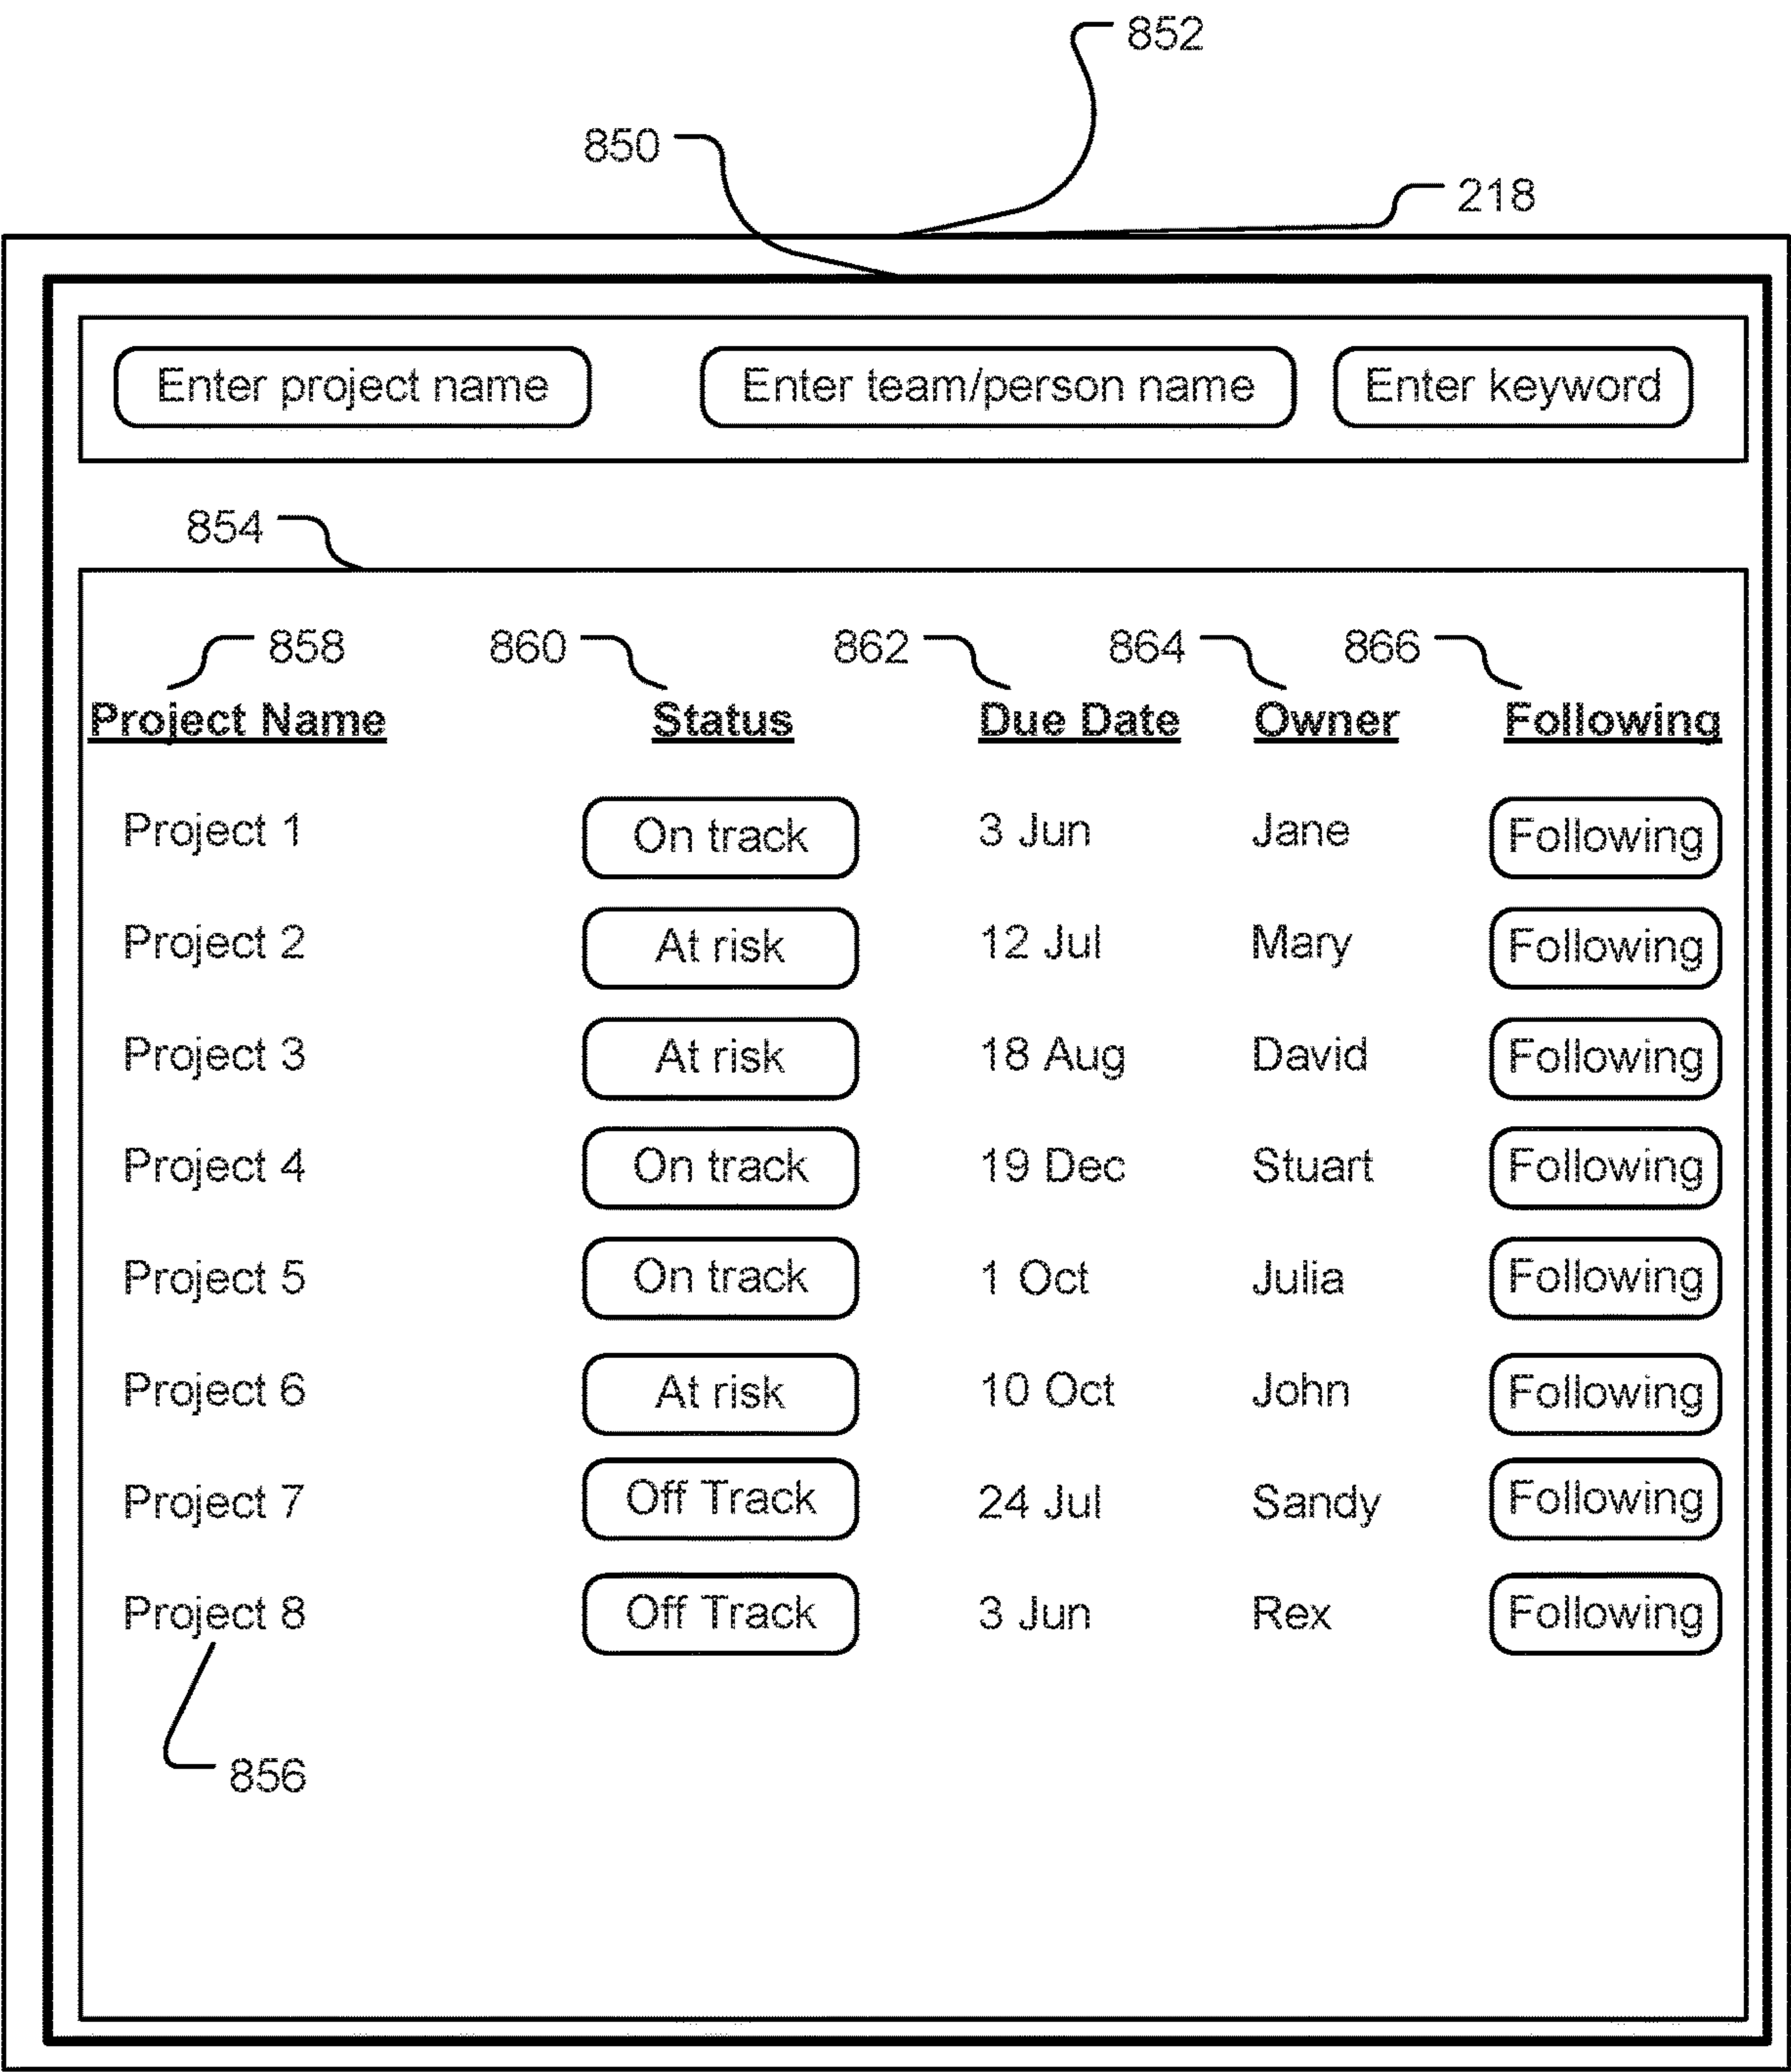 852
850
218
Enter project name Enter team/person name Enter keyword
854
858 860 862 864 866
Project Name Status Due Date Owner Following
Project 1 On track 3 Jun Jane Following
Project 2 At risk 12 Jul Mary Following
Project 3 At risk 18 Aug David Following
Project 4 On track 19 Dec Stuart Following
Project 5 On track 1 Oct Julia Following
Project 6 At risk 10 Oct John Following
Project 7 Off Track 24 Jul Sandy Following
Project 8 Off Track 3 Jun Rex Following
856